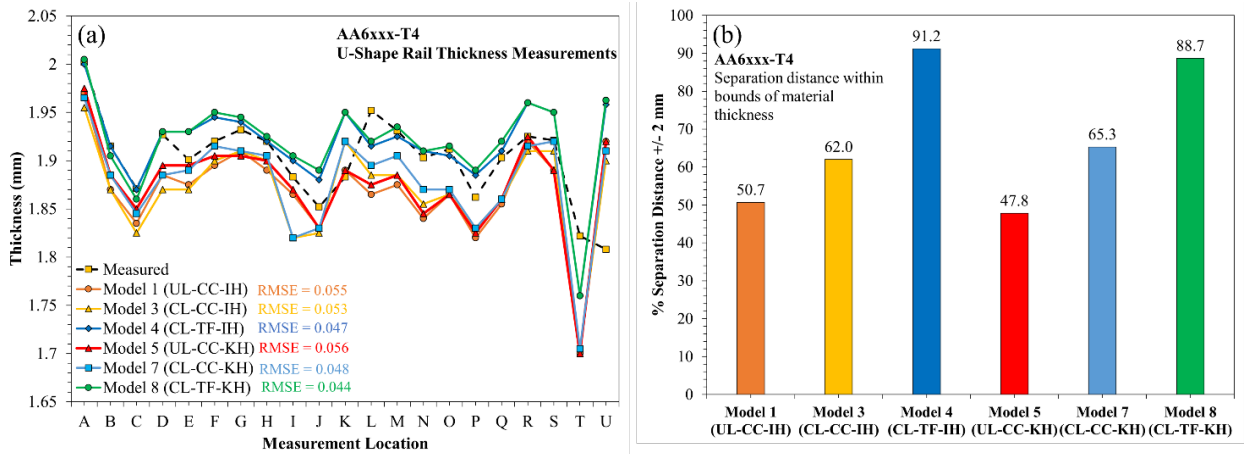 (a)
AA6xxx-T4
U-Shape Rail Thickness Measurements
Thickness (mm)
2.05
2
1.95
1.9
1.85
1.8
1.75
1.7
1.65
Measured
Model 1 (UL-CC-IH) RMSE = 0.055
Model 3 (CL-CC-IH) RMSE = 0.053
Model 4 (CL-TF-IH) RMSE = 0.047
Model 5 (UL-CC-KH) RMSE = 0.056
Model 7 (CL-CC-KH) RMSE = 0.048
Model 8 (CL-TF-KH) RMSE = 0.044
A B C D E F G H I J K L M N O P Q R S T U
Measurement Location
(b)
AA6xxx-T4
Separation distance within
bounds of material
thickness
% Separation Distance +/- 2 mm
100
90
80
70
60
50
40
30
20
10
0
50.7
62.0
91.2
47.8
65.3
88.7
Model 1 Model 3 Model 4 Model 5 Model 7 Model 8
(UL-CC-IH) (CL-CC-IH) (CL-TF-IH) (UL-CC-KH) (CL-CC-KH) (CL-TF-KH)